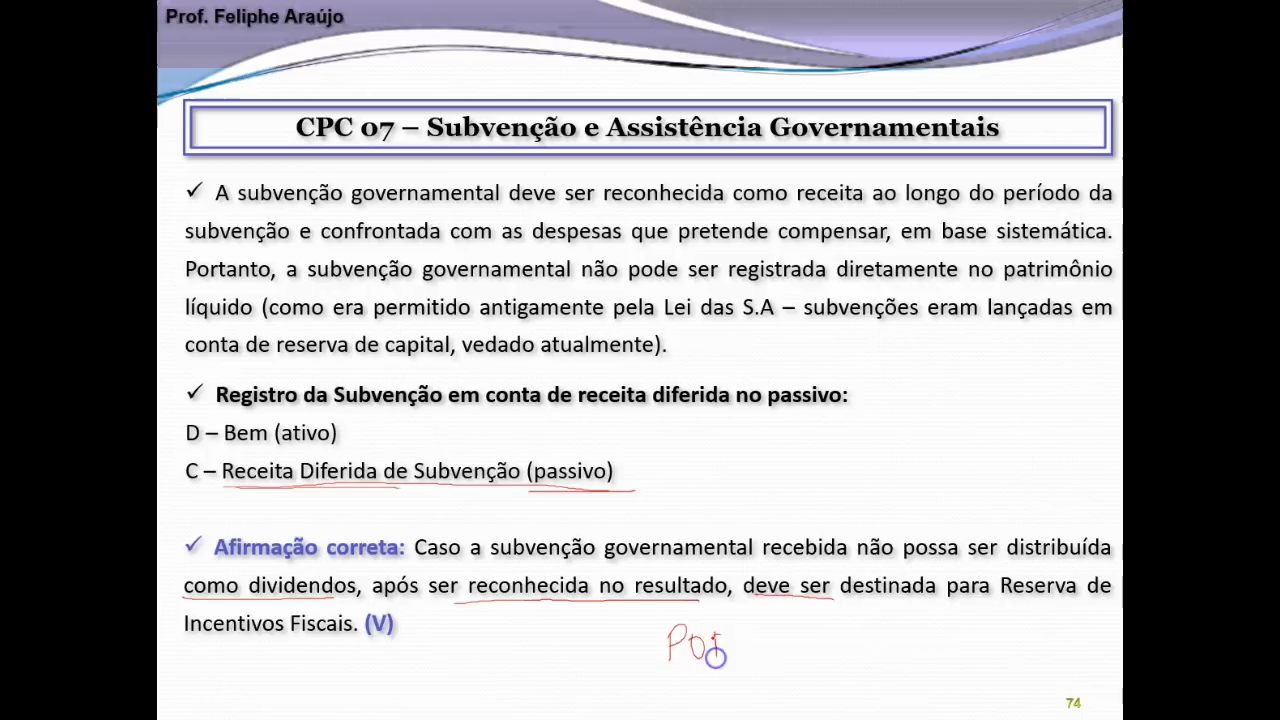 Prof. Feliphe Araújo
CPC 07 – Subvenção e Assistência Governamentais
✓ A subvenção governamental deve ser reconhecida como receita ao longo do período da
subvenção e confrontada com as despesas que pretende compensar, em base sistemática.
Portanto, a subvenção governamental não pode ser registrada diretamente no patrimônio
líquido (como era permitido antigamente pela Lei das S.A – subvenções eram lançadas em
conta de reserva de capital, vedado atualmente).
✓ Registro da Subvenção em conta de receita diferida no passivo:
D – Bem (ativo)
C – Receita Diferida de Subvenção (passivo)
✓ Afirmação correta: Caso a subvenção governamental recebida não possa ser distribuída
como dividendos, após ser reconhecida no resultado, deve ser destinada para Reserva de
Incentivos Fiscais. (V)
74